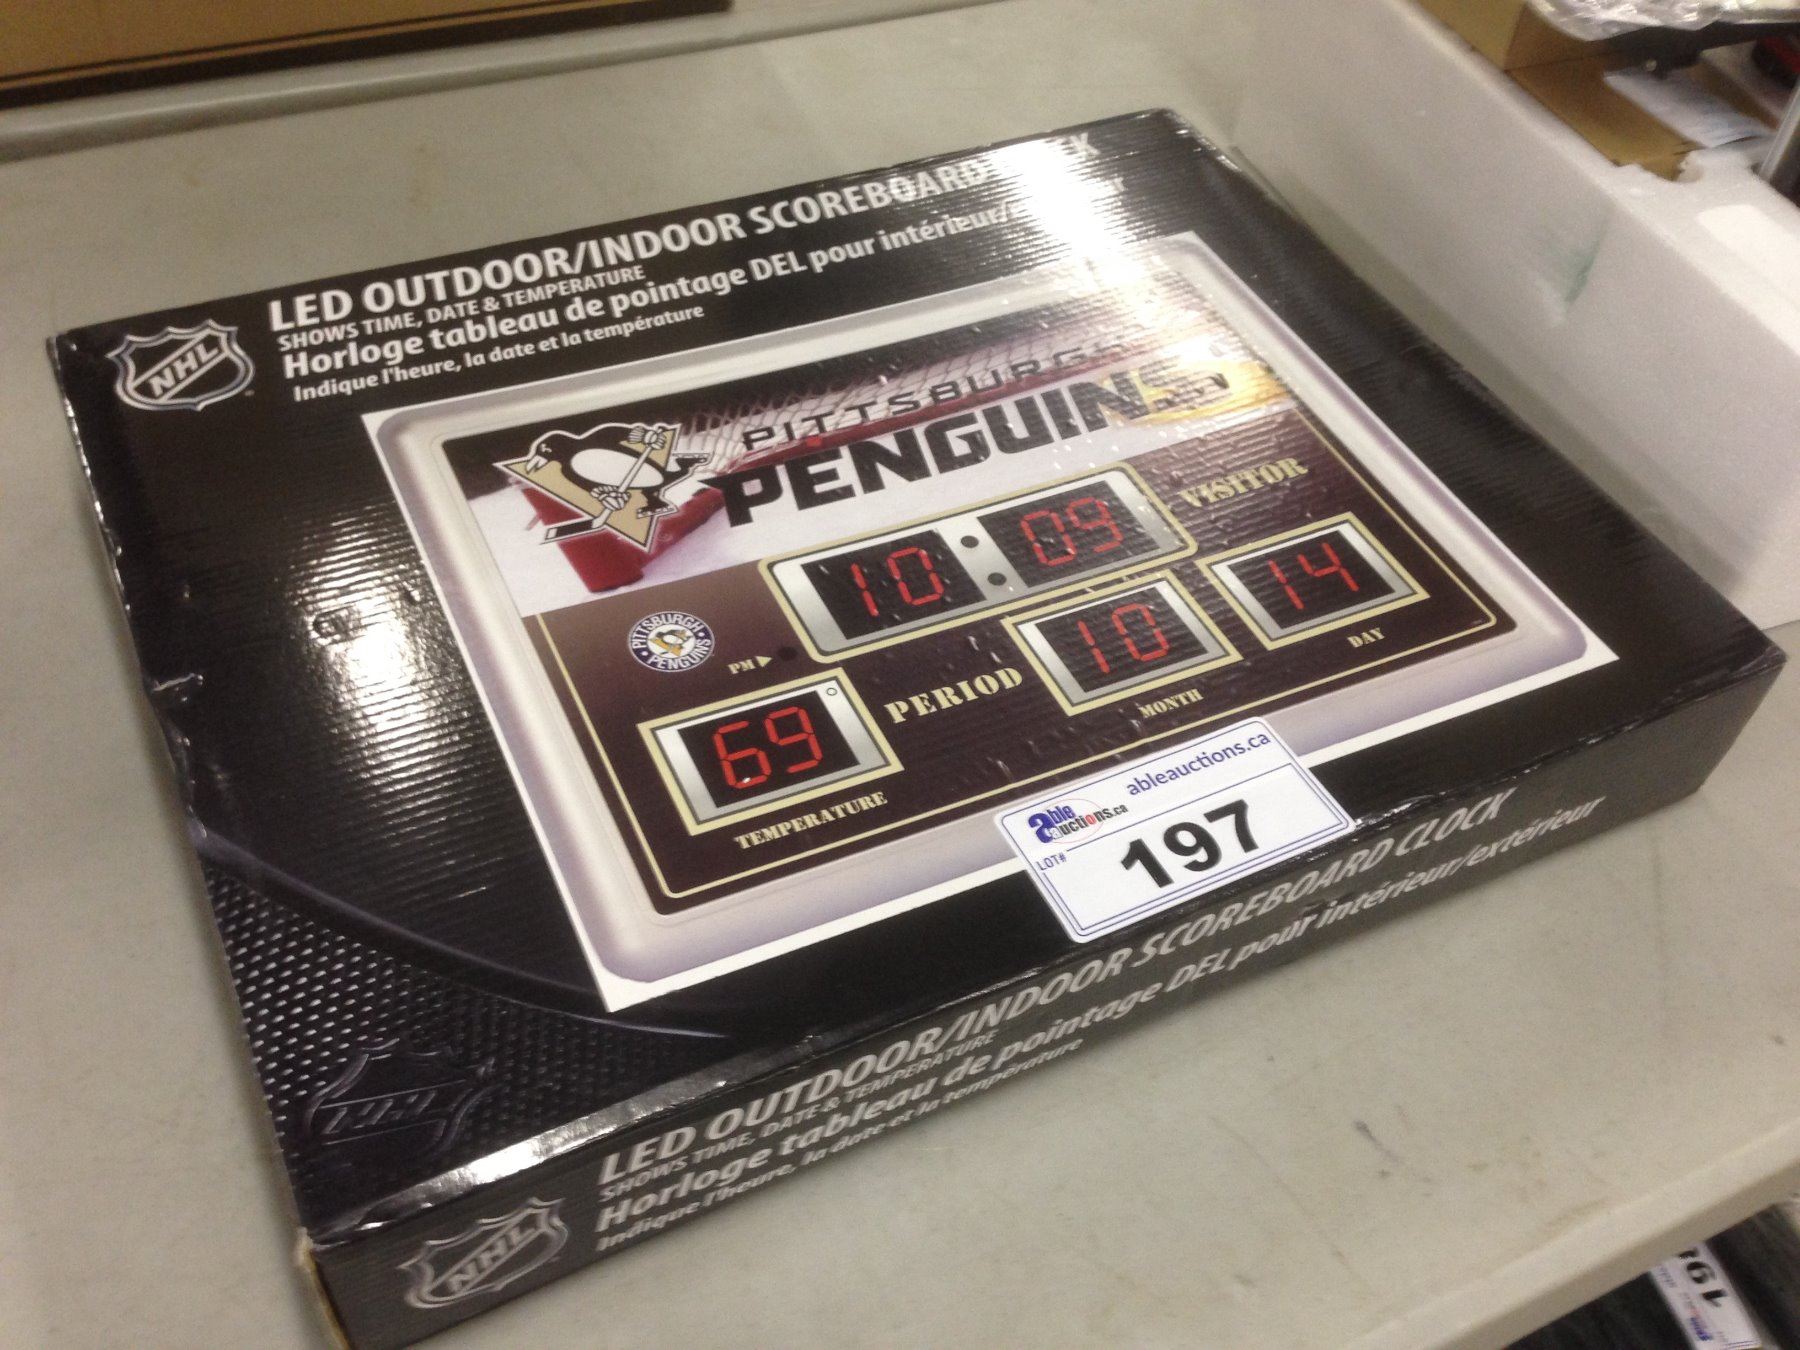 NHL
LED OUTDOOR/INDOOR SCOREBOARD
SHOWS TIME, DATE & TEMPERATURE
Horloge tableau de pointage DEL pour intérieur/
Indique l'heure, la date et la température
PITTSBURGH
PENGUINS
VISITOR
10:09
PITTSBURGH
PENGUINS
PM
PERIOD
10
MONTH
14
DAY
69°
TEMPERATURE
able auctions.ca
ableauctions.ca
LOT#
197
NHL
LED OUTDOOR/INDOOR SCOREBOARD CLOCK
SHOWS TIME, DATE & TEMPERATURE
Horloge tableau de pointage DEL pour intérieur/extérieur
Indique l'heure, la date et la température
NHL